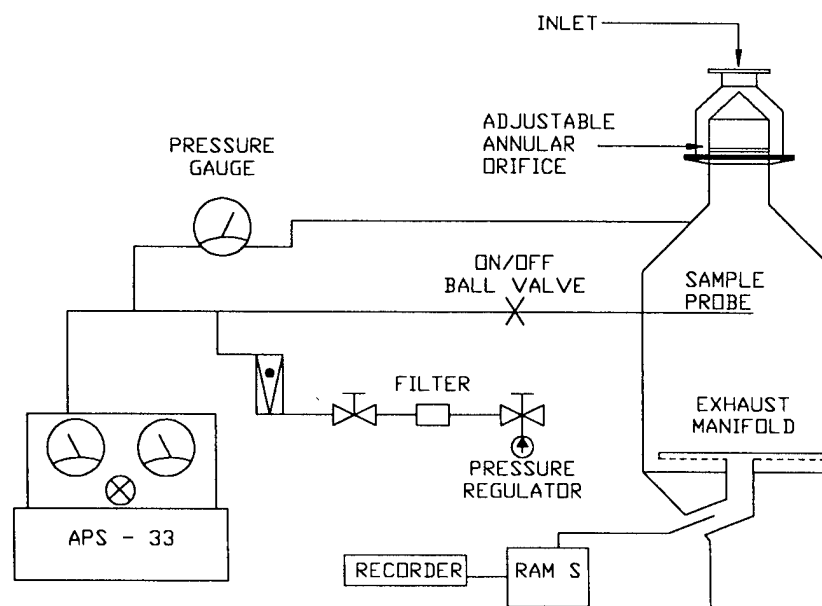 INLET
ADJUSTABLE
ANNULAR
ORIFICE
PRESSURE
GAUGE
ON/OFF
BALL VALVE
SAMPLE
PROBE
FILTER
EXHAUST
MANIFOLD
PRESSURE
REGULATOR
APS - 33
RECORDER
RAM S